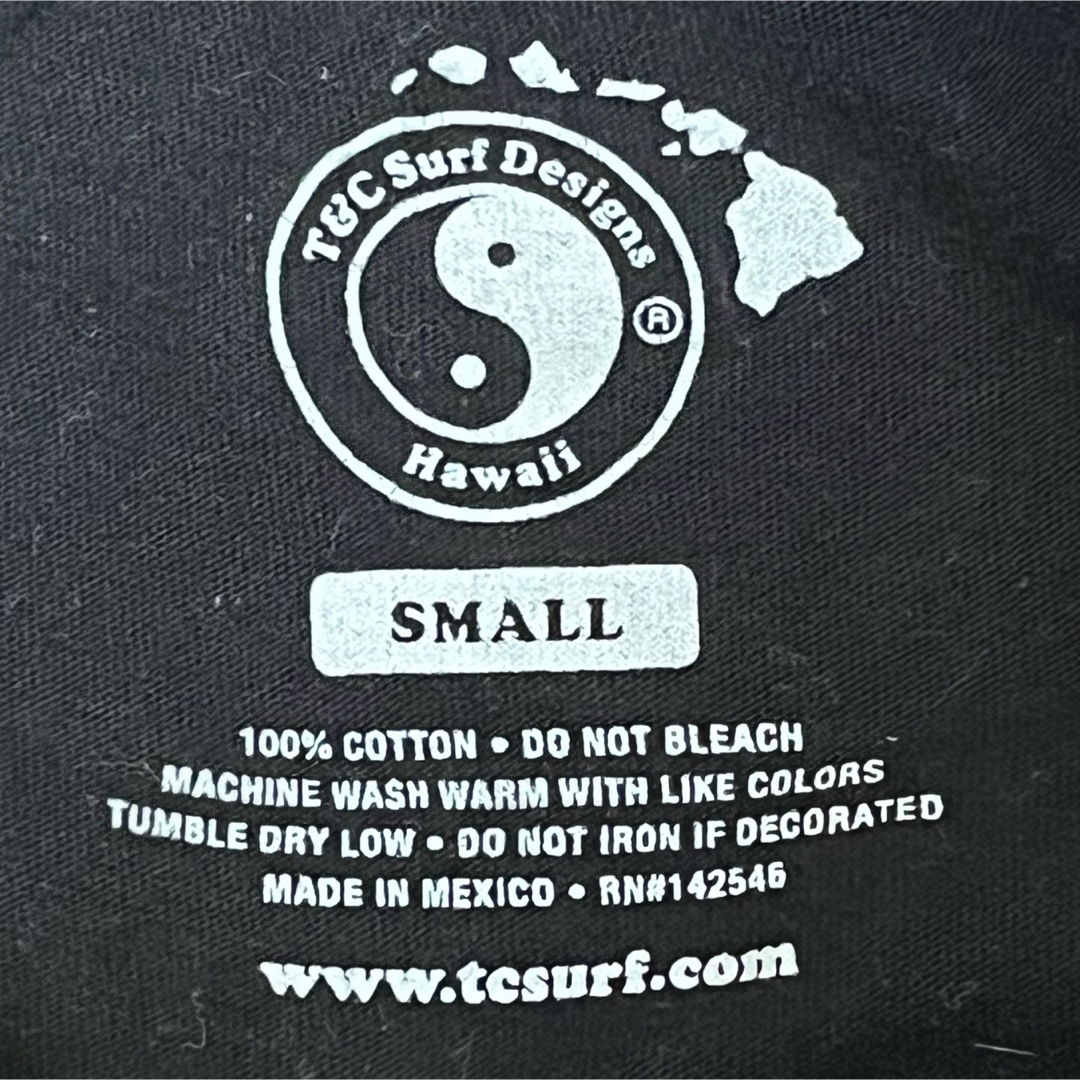 T&C Surf Designs
®
Hawaii
SMALL
100% COTTON • DO NOT BLEACH
MACHINE WASH WARM WITH LIKE COLORS
TUMBLE DRY LOW • DO NOT IRON IF DECORATED
MADE IN MEXICO • RN#142546
www.tcsurf.com